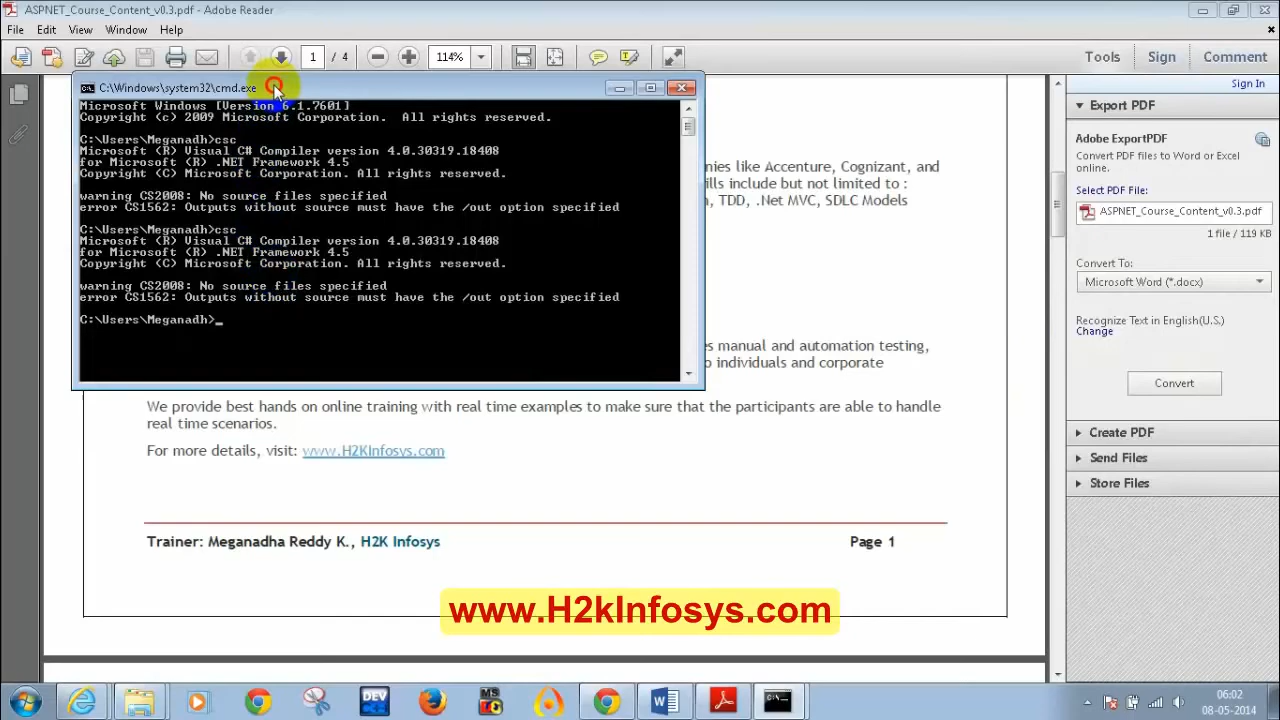 ASPNET_Course_Content_v0.3.pdf - Adobe Reader
File Edit View Window Help
1 / 4 114% Tools Sign Comment
C:\Windows\system32\cmd.exe
Microsoft Windows [Version 6.1.7601]
Copyright (c) 2009 Microsoft Corporation. All rights reserved.
C:\Users\Meganadh>csc
Microsoft (R) Visual C# Compiler version 4.0.30319.18408
for Microsoft (R) .NET Framework 4.5
Copyright (C) Microsoft Corporation. All rights reserved.
warning CS2008: No source files specified
error CS1562: Outputs without source must have the /out option specified
C:\Users\Meganadh>csc
Microsoft (R) Visual C# Compiler version 4.0.30319.18408
for Microsoft (R) .NET Framework 4.5
Copyright (C) Microsoft Corporation. All rights reserved.
warning CS2008: No source files specified
error CS1562: Outputs without source must have the /out option specified
C:\Users\Meganadh>_
nies like Accenture, Cognizant, and
ills include but not limited to :
, TDD, .Net MVC, SDLC Models
s manual and automation testing,
o individuals and corporate
We provide best hands on online training with real time examples to make sure that the participants are able to handle
real time scenarios.
For more details, visit: www.H2KInfosys.com
Trainer: Meganadha Reddy K., H2K Infosys Page 1
www.H2kInfosys.com
Sign In
Export PDF
Adobe ExportPDF
Convert PDF files to Word or Excel
online.
Select PDF File:
ASPNET_Course_Content_v0.3.pdf
1 file / 119 KB
Convert To:
Microsoft Word (*.docx)
Recognize Text in English(U.S.)
Change
Convert
Create PDF
Send Files
Store Files
DEV
MS
06:02
08-05-2014